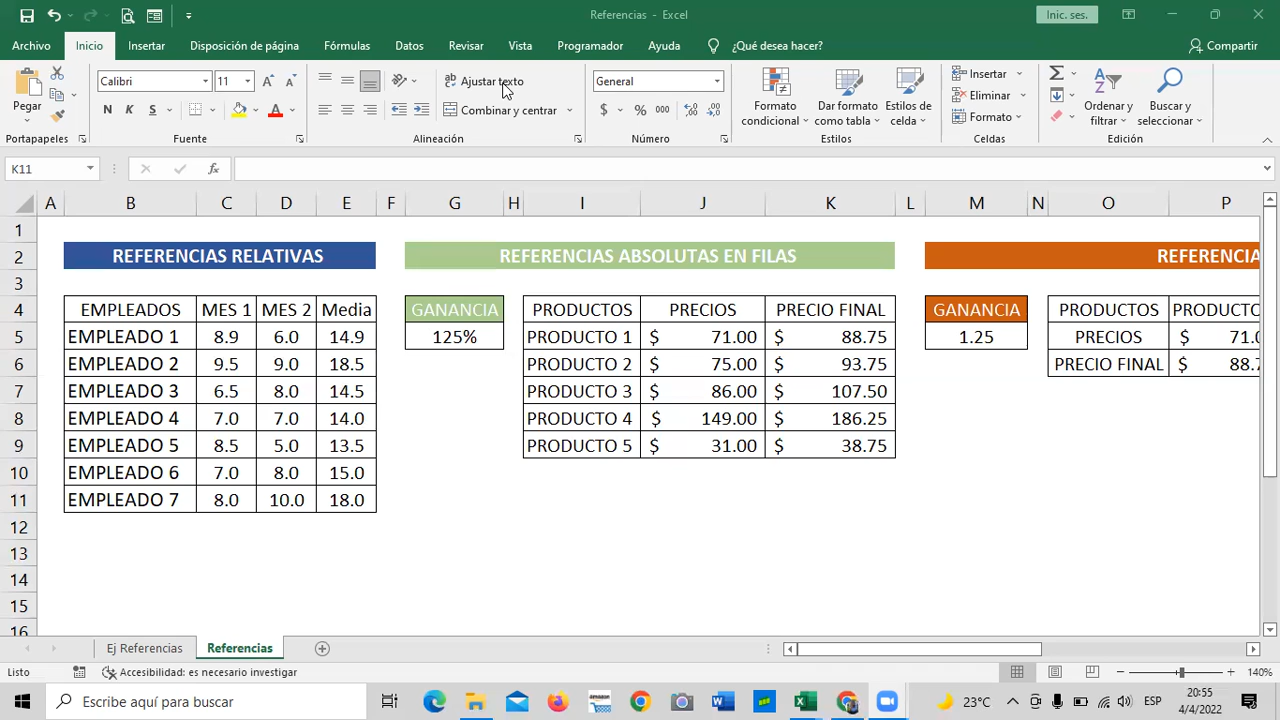 Referencias - Excel
Inic. ses.
Archivo Inicio Insertar Disposición de página Fórmulas Datos Revisar Vista Programador Ayuda ¿Qué desea hacer? Compartir
Pegar
Calibri 11
N K S
Ajustar texto
Combinar y centrar
General
$ % 000
Formato condicional
Dar formato como tabla
Estilos de celda
Insertar
Eliminar
Formato
Ordenar y filtrar
Buscar y seleccionar
Portapapeles Fuente Alineación Número Estilos Celdas Edición
K11 fx
A B C D E F G H I J K L M N O P
1
2 REFERENCIAS RELATIVAS REFERENCIAS ABSOLUTAS EN FILAS REFERENCIA
3
4 EMPLEADOS MES 1 MES 2 Media GANANCIA PRODUCTOS PRECIOS PRECIO FINAL GANANCIA PRODUCTOS PRODUCTO
5 EMPLEADO 1 8.9 6.0 14.9 125% PRODUCTO 1 $ 71.00 $ 88.75 1.25 PRECIOS $ 71.0
6 EMPLEADO 2 9.5 9.0 18.5 PRODUCTO 2 $ 75.00 $ 93.75 PRECIO FINAL $ 88.7
7 EMPLEADO 3 6.5 8.0 14.5 PRODUCTO 3 $ 86.00 $ 107.50
8 EMPLEADO 4 7.0 7.0 14.0 PRODUCTO 4 $ 149.00 $ 186.25
9 EMPLEADO 5 8.5 5.0 13.5 PRODUCTO 5 $ 31.00 $ 38.75
10 EMPLEADO 6 7.0 8.0 15.0
11 EMPLEADO 7 8.0 10.0 18.0
12
13
14
15
16
Ej Referencias Referencias
Listo Accesibilidad: es necesario investigar 140%
Escribe aquí para buscar 23°C ESP 20:55
4/4/2022